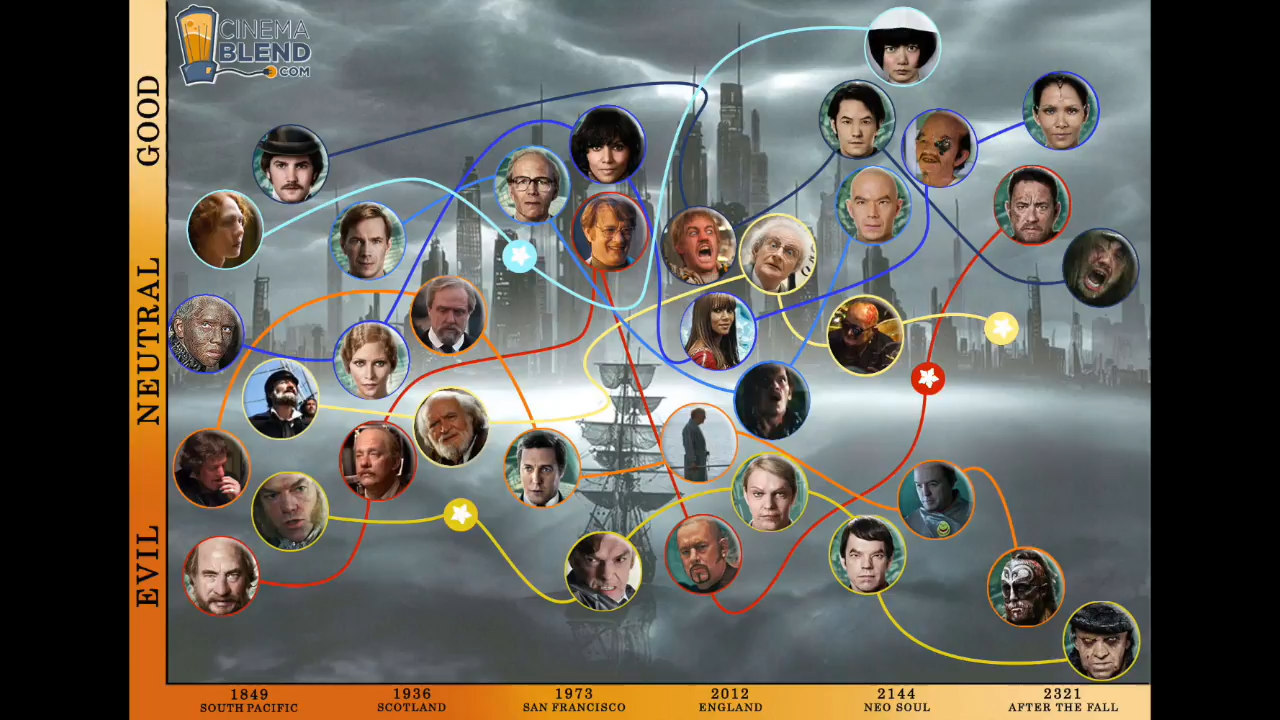 CINEMA
BLEND
.COM
GOOD
NEUTRAL
EVIL
1849
SOUTH PACIFIC
1936
SCOTLAND
1973
SAN FRANCISCO
2012
ENGLAND
2144
NEO SOUL
2321
AFTER THE FALL